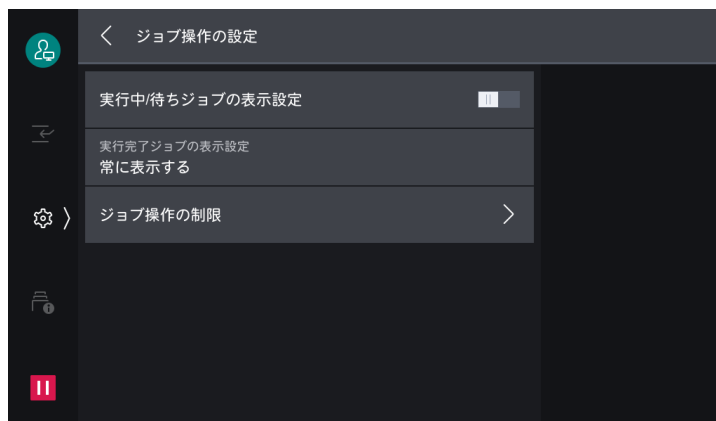 ジョブ操作の設定
実行中/待ちジョブの表示設定
実行完了ジョブの表示設定
常に表示する
ジョブ操作の制限